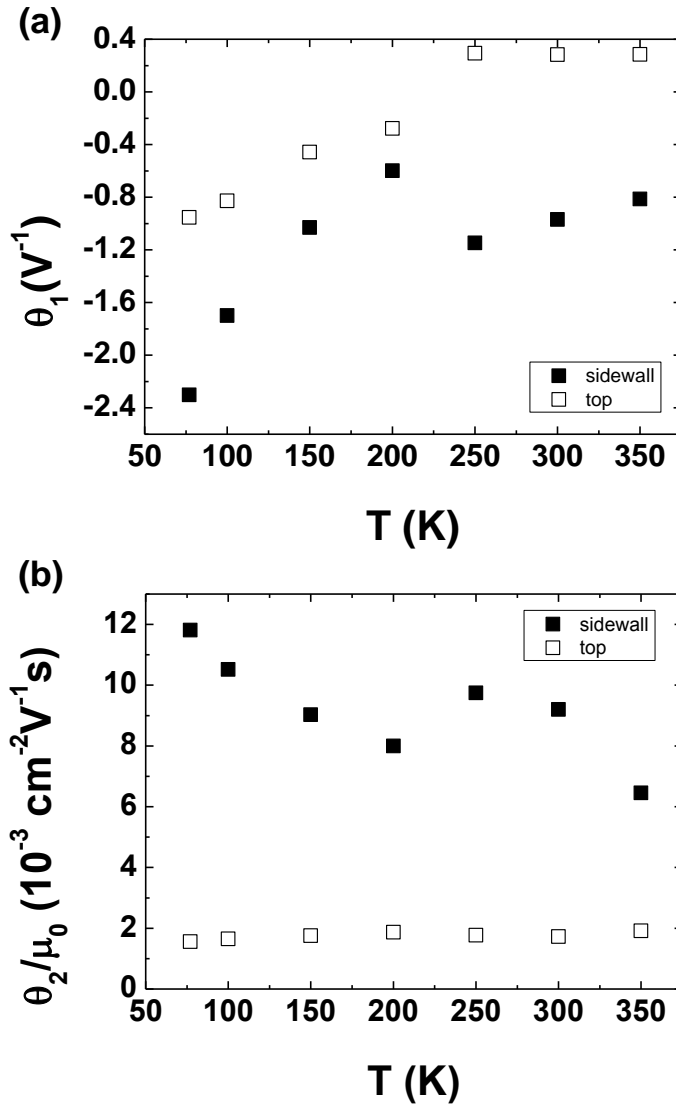 (a)
0.4
0.0
-0.4
-0.8
-1.2
-1.6
-2.0
-2.4
θ₁(V⁻¹)
sidewall
top
50 100 150 200 250 300 350
T (K)
(b)
12
10
8
6
4
2
0
θ₂/μ₀ (10⁻³ cm⁻²V⁻¹s)
sidewall
top
50 100 150 200 250 300 350
T (K)